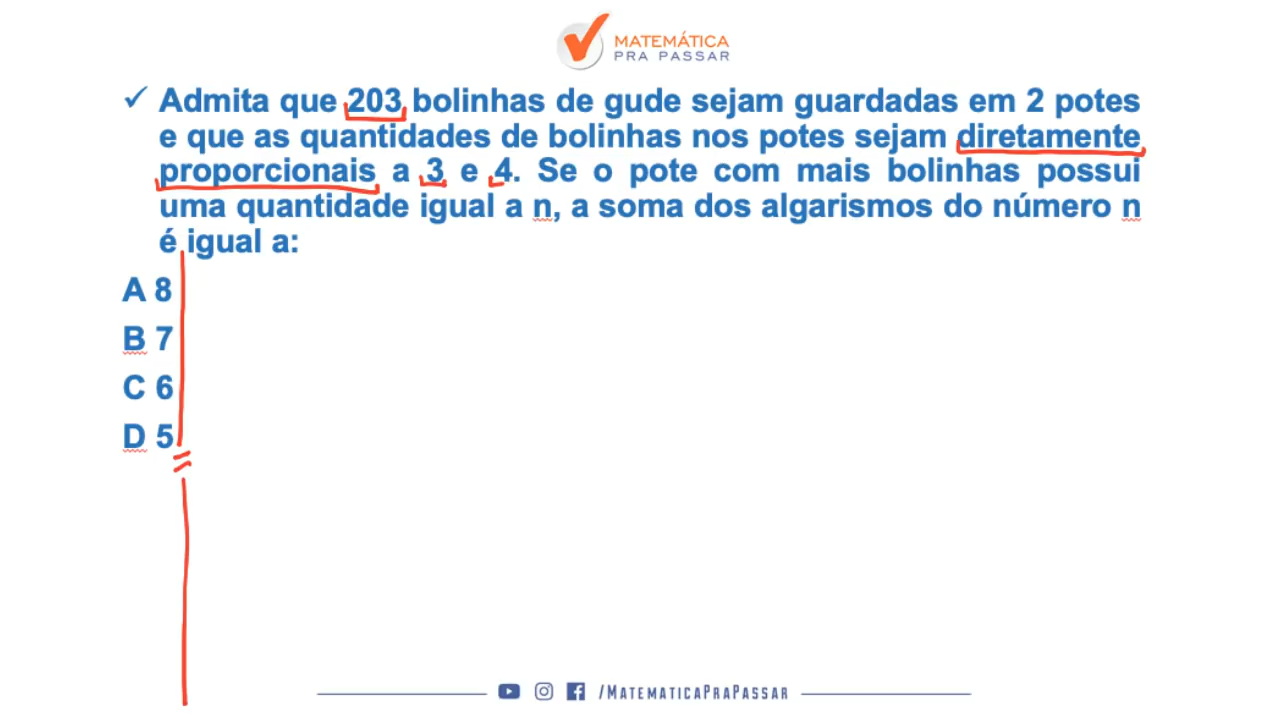 MATEMÁTICA
PRA PASSAR
✓ Admita que 203 bolinhas de gude sejam guardadas em 2 potes
e que as quantidades de bolinhas nos potes sejam diretamente
proporcionais a 3 e 4. Se o pote com mais bolinhas possui
uma quantidade igual a n, a soma dos algarismos do número n
é igual a:
A 8
B 7
C 6
D 5
/MATEMATICAPRAPASSAR